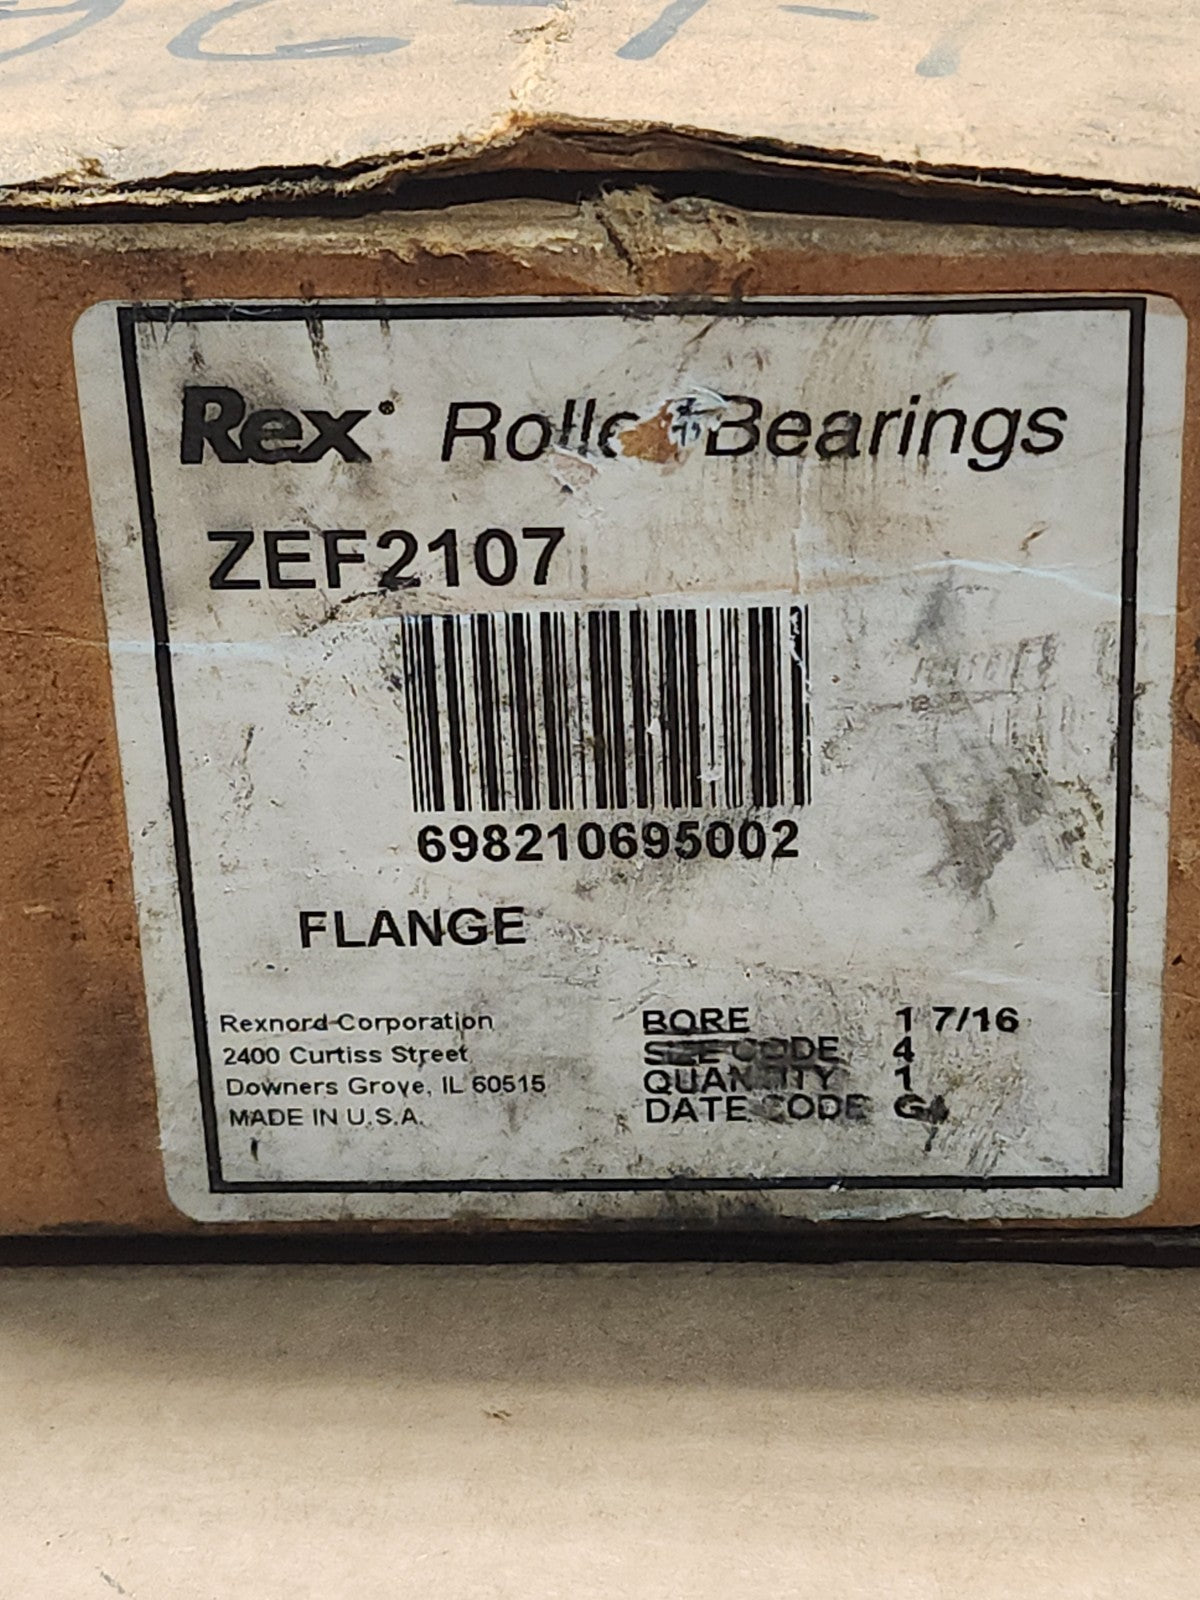 Rex® Roller Bearings
ZEF2107
698210695002
FLANGE
Rexnord Corporation
2400 Curtiss Street
Downers Grove, IL 60515
MADE IN U.S.A.
BORE 1 7/16
SIZE CODE 4
QUANTITY 1
DATE CODE